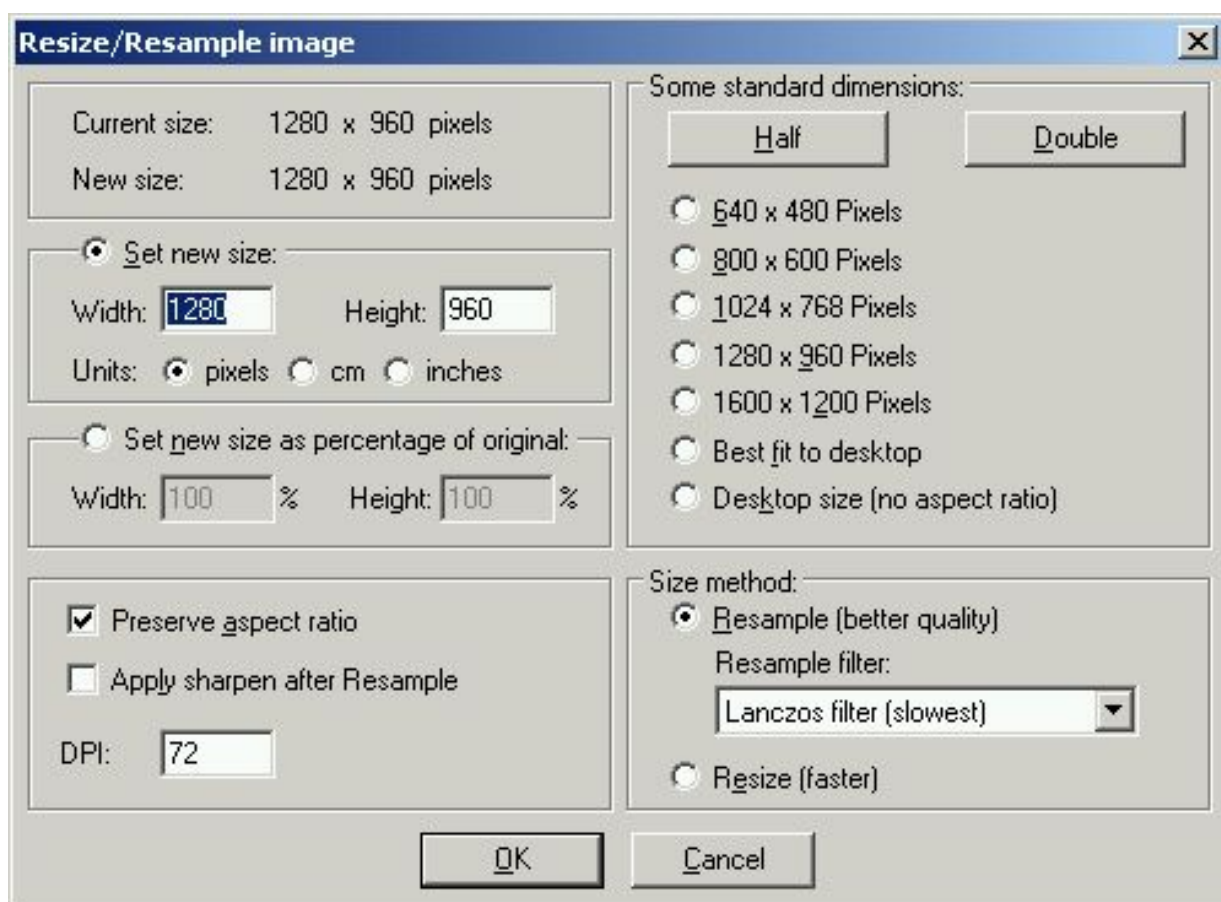 Resize/Resample image
Current size: 1280 x 960 pixels
New size: 1280 x 960 pixels
Set new size:
Width: 1280 Height: 960
Units: pixels cm inches
Set new size as percentage of original:
Width: 100 % Height: 100 %
Preserve aspect ratio
Apply sharpen after Resample
DPI: 72
Some standard dimensions:
Half Double
640 x 480 Pixels
800 x 600 Pixels
1024 x 768 Pixels
1280 x 960 Pixels
1600 x 1200 Pixels
Best fit to desktop
Desktop size (no aspect ratio)
Size method:
Resample (better quality)
Resample filter:
Lanczos filter (slowest)
Resize (faster)
OK Cancel